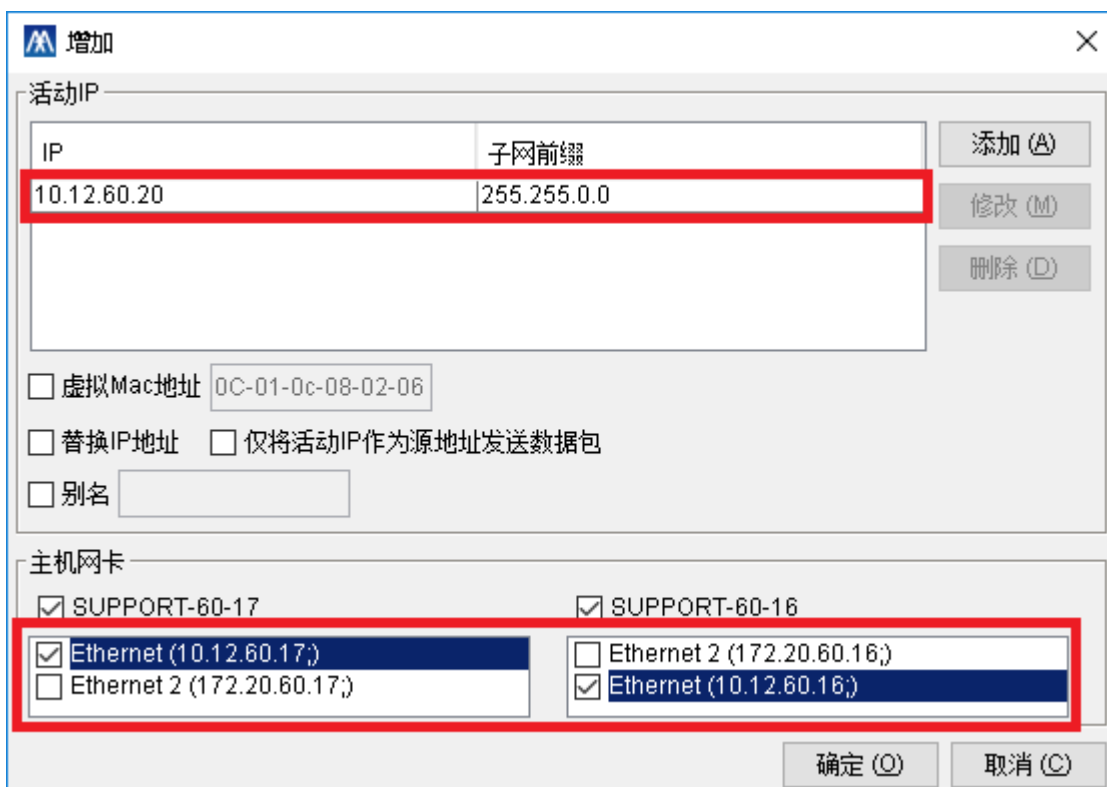 增加
活动IP
IP 子网前缀 添加 (A)
10.12.60.20 255.255.0.0
修改 (M)
删除 (D)
虚拟Mac地址 0C-01-0c-08-02-06
替换IP地址 仅将活动IP作为源地址发送数据包
别名
主机网卡
SUPPORT-60-17 SUPPORT-60-16
Ethernet (10.12.60.17;) Ethernet 2 (172.20.60.16;)
Ethernet 2 (172.20.60.17;) Ethernet (10.12.60.16;)
确定 (O) 取消 (C)